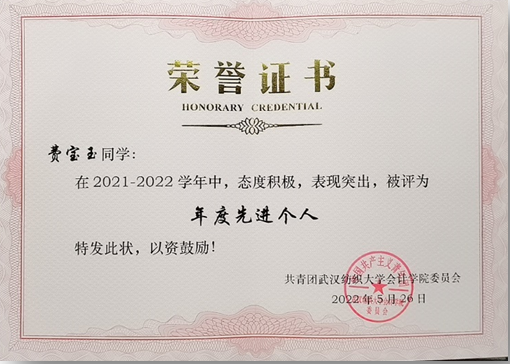 荣誉证书
HONORARY CREDENTIAL
费宝玉同学：
在2021-2022学年中，态度积极，表现突出，被评为
年度先进个人
特发此状，以资鼓励！
共青团武汉纺织大学会计学院委员会
2022年5月26日